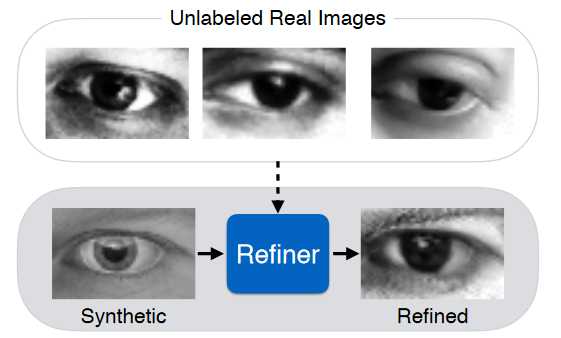 Unlabeled Real Images
Refiner
Synthetic
Refined